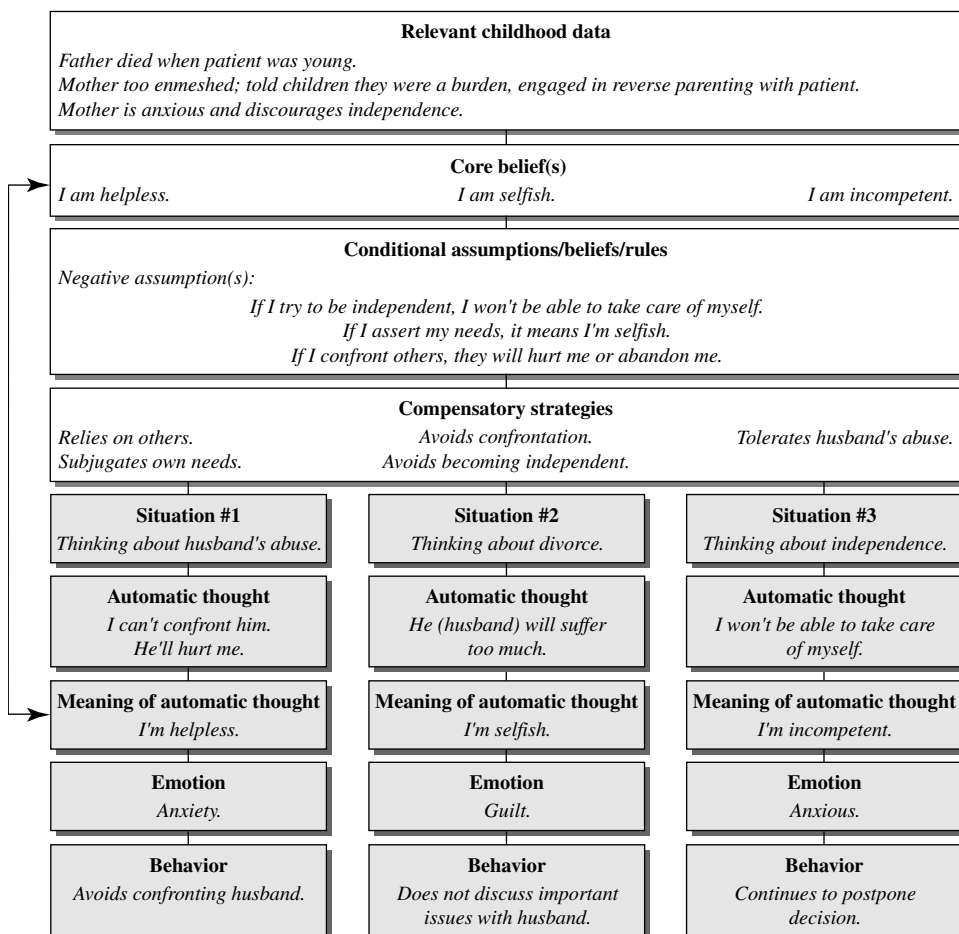 Relevant childhood data
Father died when patient was young.
Mother too enmeshed; told children they were a burden, engaged in reverse parenting with patient.
Mother is anxious and discourages independence.
Core belief(s)
I am helpless. I am selfish. I am incompetent.
Conditional assumptions/beliefs/rules
Negative assumption(s):
If I try to be independent, I won't be able to take care of myself.
If I assert my needs, it means I'm selfish.
If I confront others, they will hurt me or abandon me.
Compensatory strategies
Relies on others.
Subjugates own needs.
Avoids confrontation.
Avoids becoming independent.
Tolerates husband's abuse.
Situation #1
Thinking about husband's abuse.
Automatic thought
I can't confront him.
He'll hurt me.
Meaning of automatic thought
I'm helpless.
Emotion
Anxiety.
Behavior
Avoids confronting husband.
Situation #2
Thinking about divorce.
Automatic thought
He (husband) will suffer
too much.
Meaning of automatic thought
I'm selfish.
Emotion
Guilt.
Behavior
Does not discuss important
issues with husband.
Situation #3
Thinking about independence.
Automatic thought
I won't be able to take care
of myself.
Meaning of automatic thought
I'm incompetent.
Emotion
Anxious.
Behavior
Continues to postpone
decision.